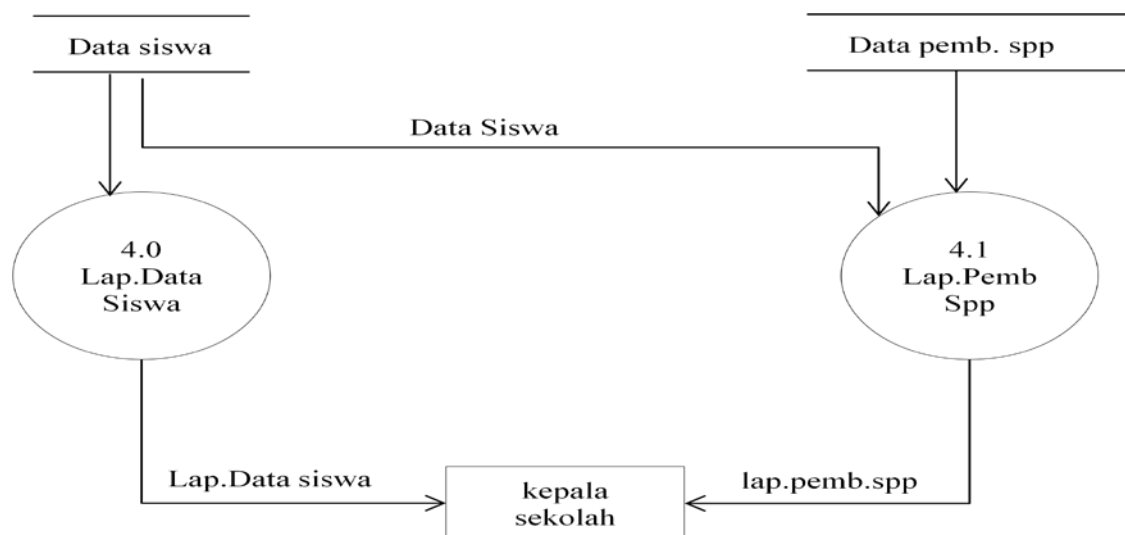 Data siswa
Data pemb. spp
Data Siswa
4.0
Lap.Data
Siswa
4.1
Lap.Pemb
Spp
Lap.Data siswa
kepala
sekolah
lap.pemb.spp